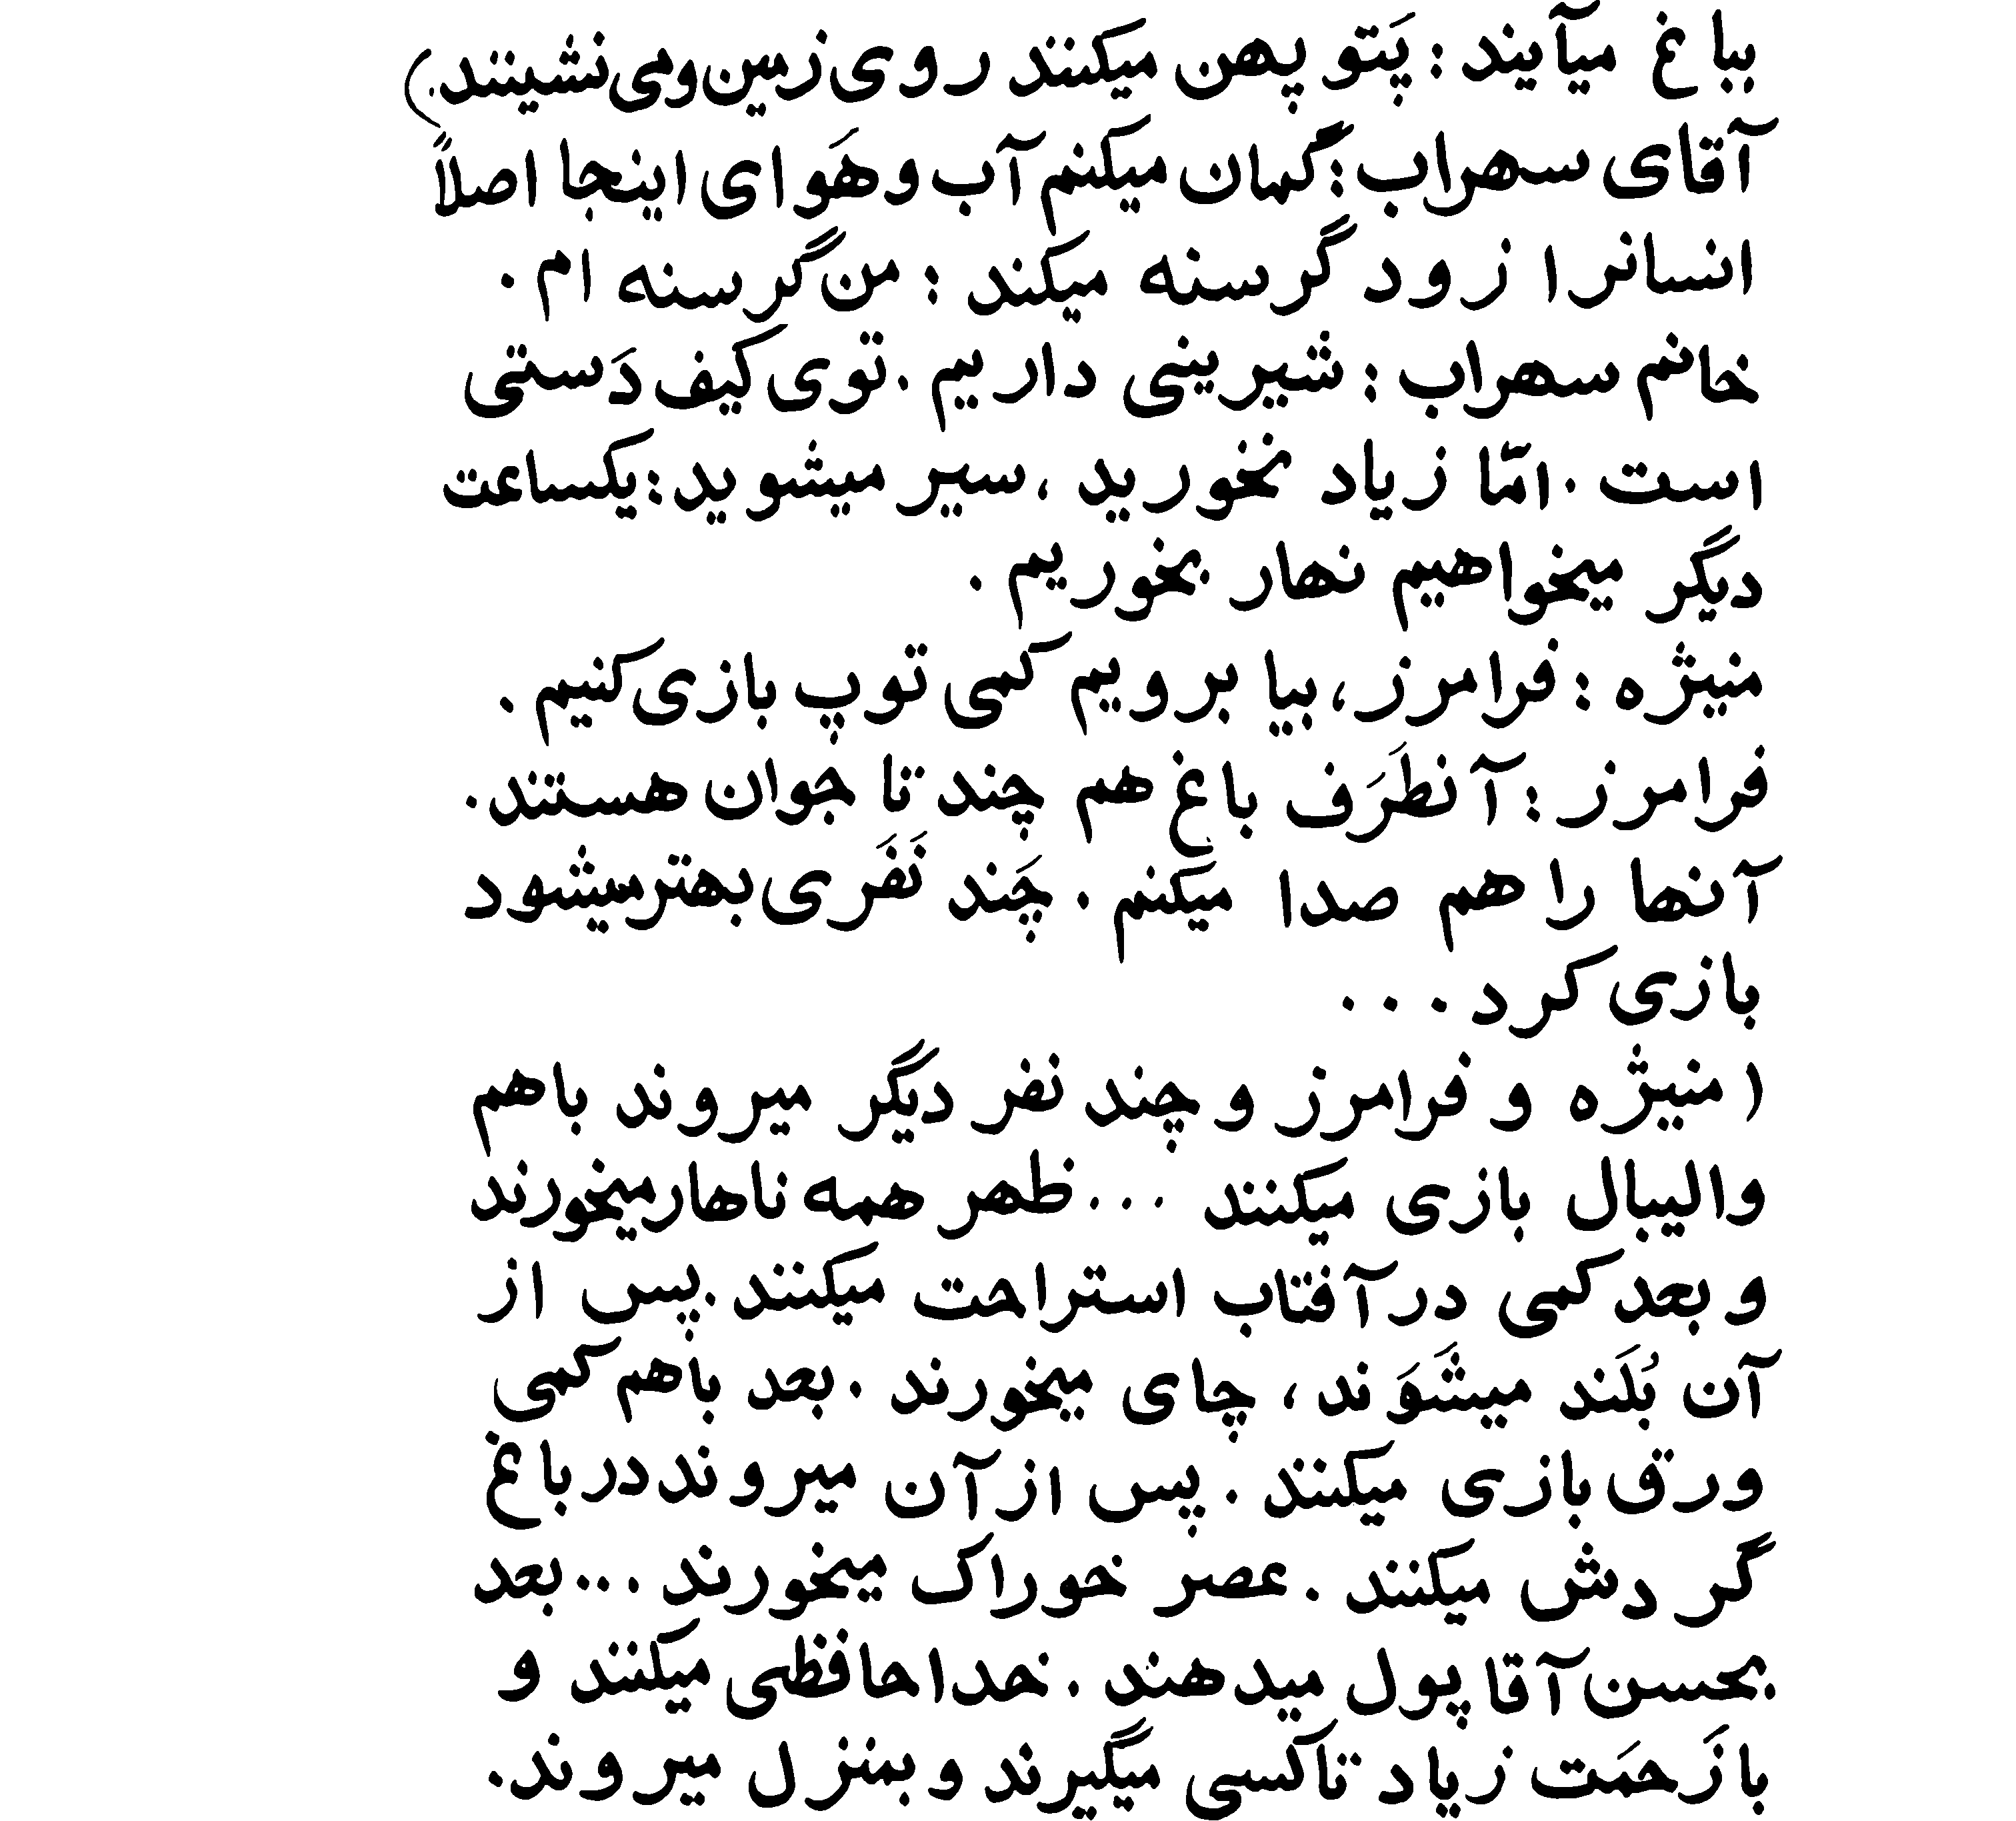 بباغ میآیند : پَتو پهن میکنند روی زمین ومی نشینند)
آقای سهراب : گمان میکنم آب و هَوای اینجا اصلاً
انسانرا زود گرسنه میکند : من گرسنه ام .
خانم سهراب : شیرینی داریم . توی کیف دَستی
است . امّا زیاد نخورید ، سیر میشوید : یکساعت
دیگر میخواهیم نهار بخوریم .
منیژه : فرامرز ، بیا برویم کمی توپ بازی کنیم .
فرامرز : آنطَرَف باغ هم چند تا جوان هستند .
آنها را هم صدا میکنم . چَند نَفَری بهتر میشود
بازی کرد ...
( منیژه و فرامرز و چند نفر دیگر میروند باهم
والیبال بازی میکنند ... ظهر همه ناهار میخورند
و بعد کمی در آفتاب استراحت میکنند . پس از
آن بُلَند میشَوَند ، چای میخورند . بعد باهم کمی
ورق بازی میکنند . پس از آن میروند در باغ
گردش میکنند . عصر خوراک میخورند ... بعد
بمحسن آقا پول میدهند . خداحافظی میکنند و
بازَحمَت زیاد تاکسی میگیرند و بمنزل میروند .